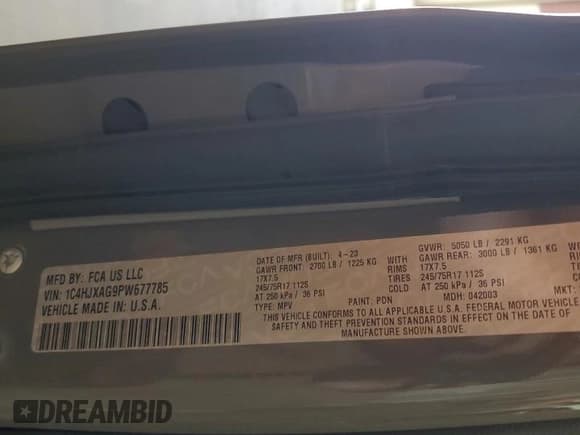 MFD BY: FCA US LLC
VIN: 1C4HJXAG9PW677785
VEHICLE MADE IN: U.S.A.
DATE OF MFR (BUILT): 4-23
GAWR FRONT: 2700 LB / 1225 KG WITH
17X7.5 RIMS
245/75R17 112S TIRES
AT 250 kPa / 36 PSI COLD
TYPE: MPV PAINT: PDN
GVWR: 5050 LB / 2291 KG
GAWR REAR: 3000 LB / 1361 KG
17X7.5
245/75R17 112S
AT 250 kPa / 36 PSI
MDH: 042003 MKT:
THIS VEHICLE CONFORMS TO ALL APPLICABLE U.S.A. FEDERAL MOTOR VEHICLE
SAFETY AND THEFT PREVENTION STANDARDS IN EFFECT ON THE DATE OF
MANUFACTURE SHOWN ABOVE.
DREAMBID